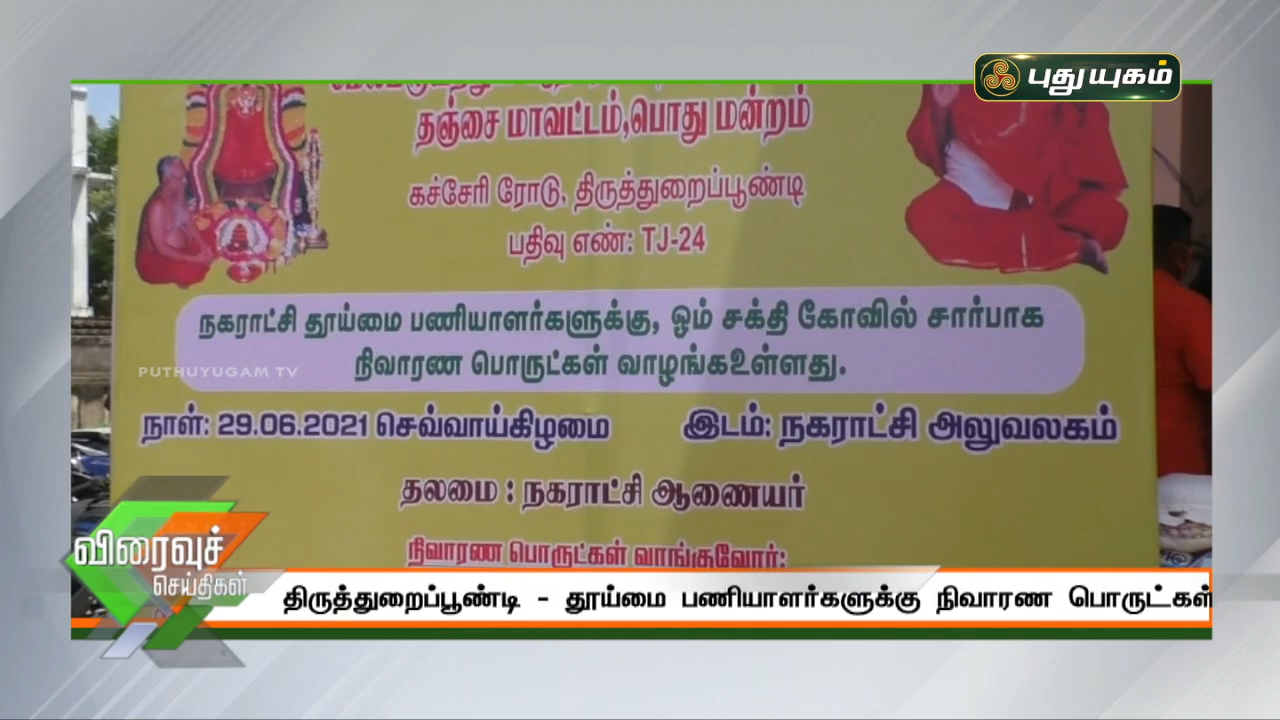 புதுயுகம்
தஞ்சை மாவட்டம்,பொது மன்றம்
கச்சேரி ரோடு, திருத்துறைப்பூண்டி
பதிவு எண்: TJ-24
நகராட்சி தூய்மை பணியாளர்களுக்கு, ஓம் சக்தி கோவில் சார்பாக
நிவாரண பொருட்கள் வாழங்கஉள்ளது.
PUTHUYUGAM TV
நாள்: 29.06.2021 செவ்வாய்கிழமை இடம்: நகராட்சி அலுவலகம்
தலமை : நகராட்சி ஆணையர்
நிவாரண பொருட்கள் வாங்குவோர்:
விரைவுச்
செய்திகள்
திருத்துறைப்பூண்டி - தூய்மை பணியாளர்களுக்கு நிவாரண பொருட்கள்